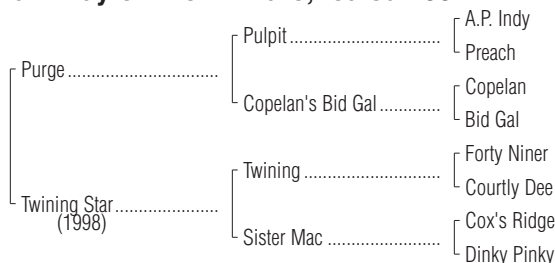 Pulpit
A.P. Indy
Preach
Purge
Copelan's Bid Gal
Copelan
Bid Gal
Twining Star
(1998)
Twining
Forty Niner
Courtly Dee
Sister Mac
Cox's Ridge
Dinky Pinky